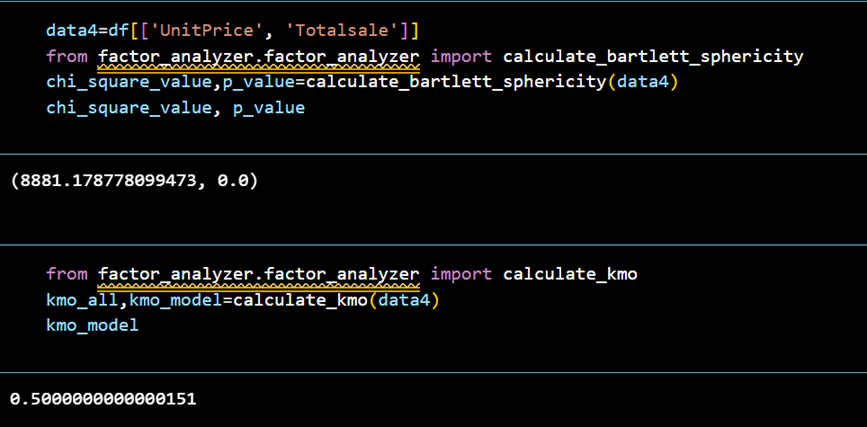 data4=df[['UnitPrice', 'Totalsale']]
from factor_analyzer.factor_analyzer import calculate_bartlett_sphericity
chi_square_value,p_value=calculate_bartlett_sphericity(data4)
chi_square_value, p_value
(8881.178778099473, 0.0)
from factor_analyzer.factor_analyzer import calculate_kmo
kmo_all,kmo_model=calculate_kmo(data4)
kmo_model
0.5000000000000151